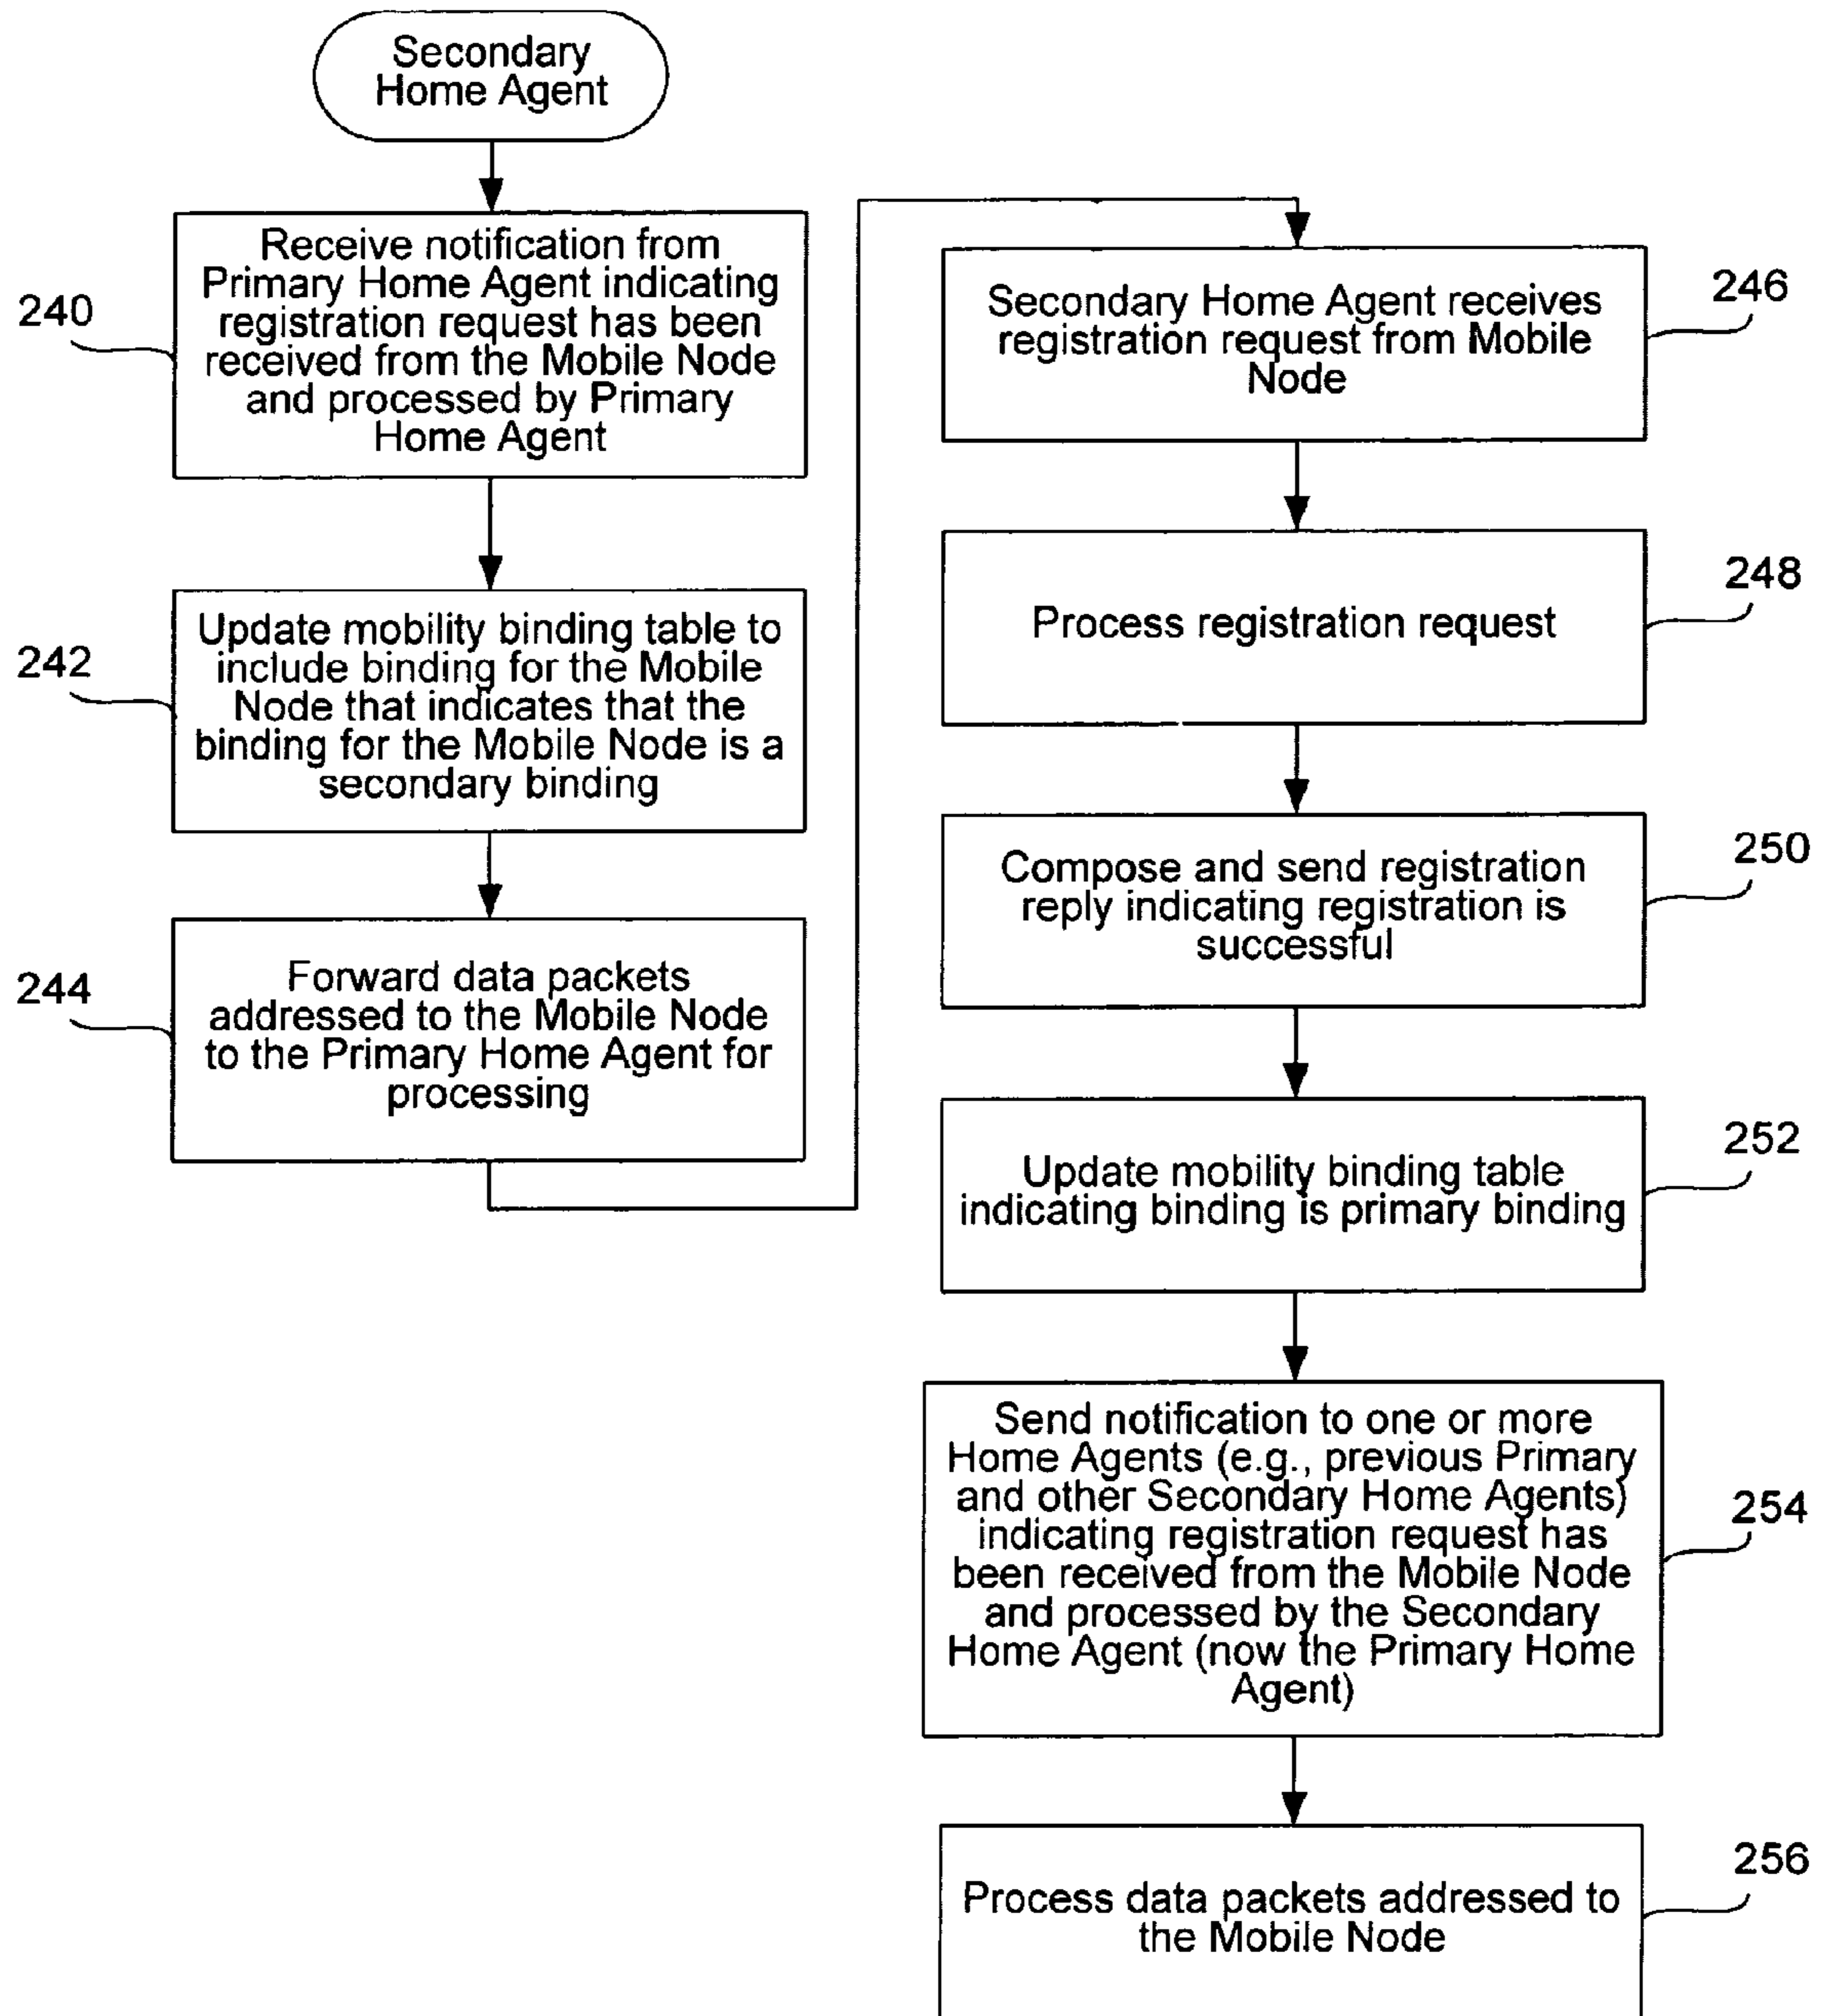 Secondary
Home Agent
240
Receive notification from
Primary Home Agent indicating
registration request has been
received from the Mobile Node
and processed by Primary
Home Agent
242
Update mobility binding table to
include binding for the Mobile
Node that indicates that the
binding for the Mobile Node is a
secondary binding
244
Forward data packets
addressed to the Mobile Node
to the Primary Home Agent for
processing
246
Secondary Home Agent receives
registration request from Mobile
Node
248
Process registration request
250
Compose and send registration
reply indicating registration is
successful
252
Update mobility binding table
indicating binding is primary binding
254
Send notification to one or more
Home Agents (e.g., previous Primary
and other Secondary Home Agents)
indicating registration request has
been received from the Mobile Node
and processed by the Secondary
Home Agent (now the Primary Home
Agent)
256
Process data packets addressed to
the Mobile Node